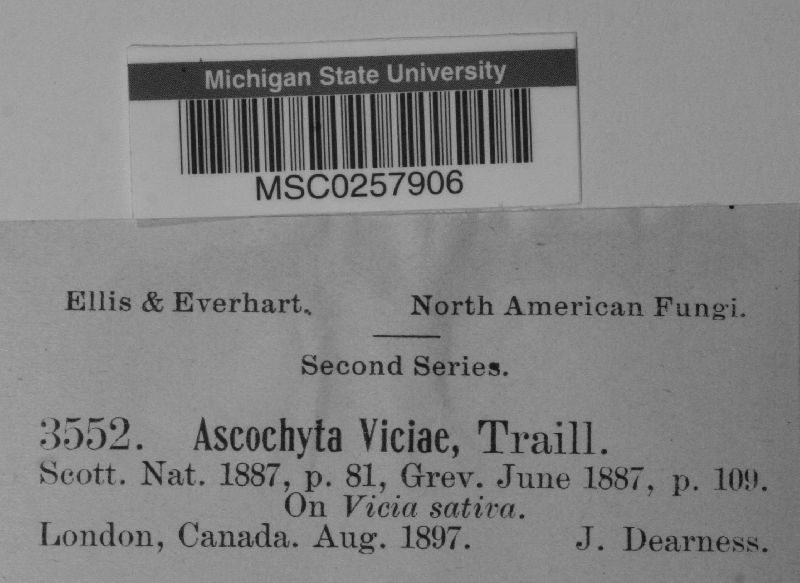 Michigan State University
MSC0257906
Ellis & Everhart. North American Fungi.
Second Series.
3552. Ascochyta Viciae, Traill.
Scott. Nat. 1887, p. 81, Grev. June 1887, p. 109.
On Vicia sativa.
London, Canada. Aug. 1897. J. Dearness.